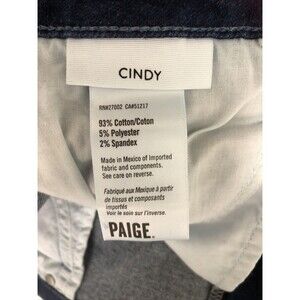 CINDY
RN#27002 CA#51217
93% Cotton/Coton
5% Polyester
2% Spandex
Made in Mexico of Imported
fabric and components.
See care on reverse.
Fabriqué aux Mexique à partir
de tissus et composants
importés
Voir le soin sur l'inverse.
PAIGE.